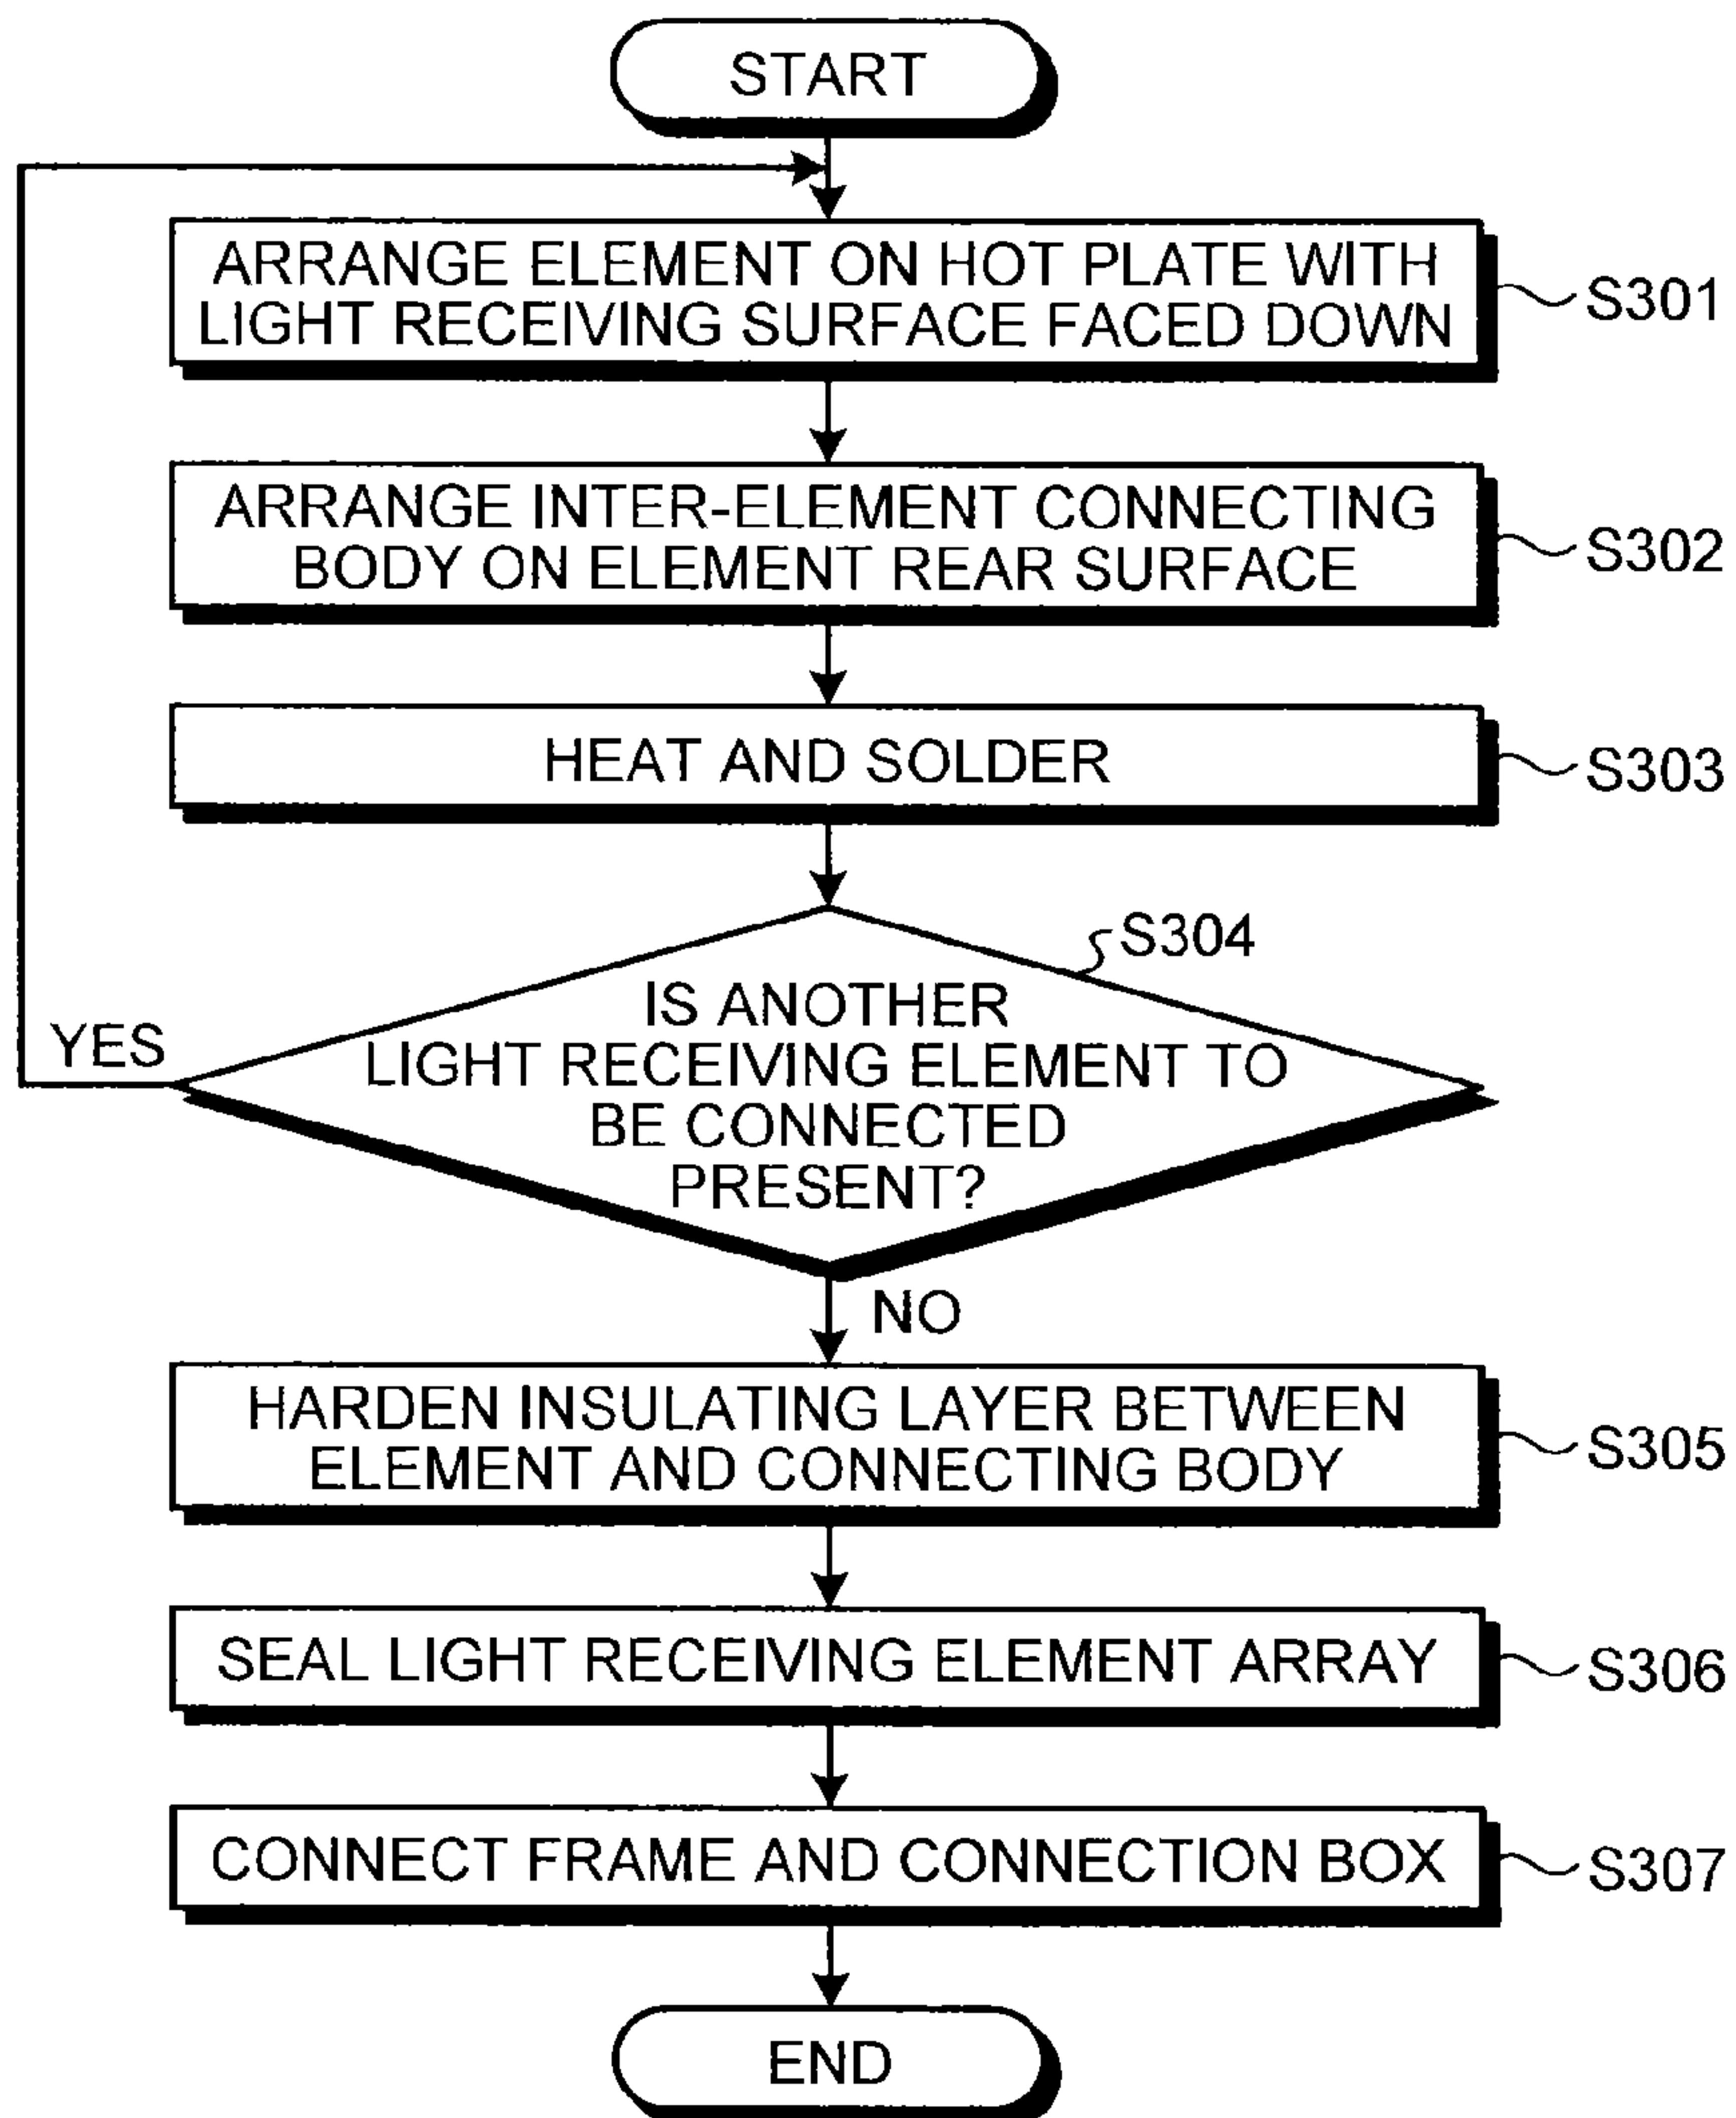 START
ARRANGE ELEMENT ON HOT PLATE WITH
LIGHT RECEIVING SURFACE FACED DOWN
S301
ARRANGE INTER-ELEMENT CONNECTING
BODY ON ELEMENT REAR SURFACE
S302
HEAT AND SOLDER
S303
S304
IS ANOTHER
LIGHT RECEIVING ELEMENT TO
BE CONNECTED
PRESENT?
YES
NO
HARDEN INSULATING LAYER BETWEEN
ELEMENT AND CONNECTING BODY
S305
SEAL LIGHT RECEIVING ELEMENT ARRAY
S306
CONNECT FRAME AND CONNECTION BOX
S307
END